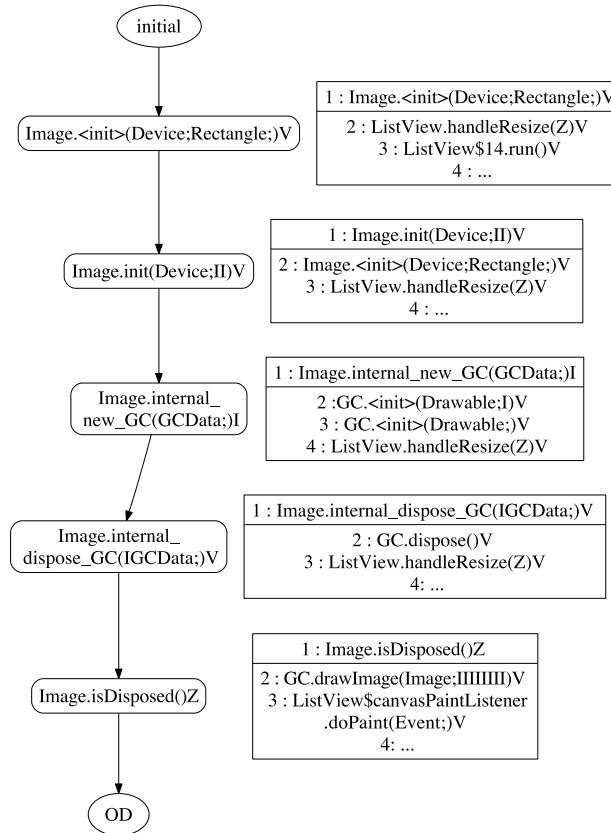 initial
1 : Image.<init>(Device;Rectangle;)V
Image.<init>(Device;Rectangle;)V
2 : ListView.handleResize(Z)V
3 : ListView$14.run()V
4 : ...
1 : Image.init(Device;II)V
Image.init(Device;II)V
2 : Image.<init>(Device;Rectangle;)V
3 : ListView.handleResize(Z)V
4 : ...
1 : Image.internal_new_GC(GCData;)I
Image.internal_
new_GC(GCData;)I
2 :GC.<init>(Drawable;I)V
3 : GC.<init>(Drawable;)V
4 : ListView.handleResize(Z)V
1 : Image.internal_dispose_GC(IGCData;)V
Image.internal_
dispose_GC(IGCData;)V
2 : GC.dispose()V
3 : ListView.handleResize(Z)V
4: ...
1 : Image.isDisposed()Z
Image.isDisposed()Z
2 : GC.drawImage(Image;IIIIIIII)V
3 : ListView$canvasPaintListener
.doPaint(Event;)V
4: ...
OD